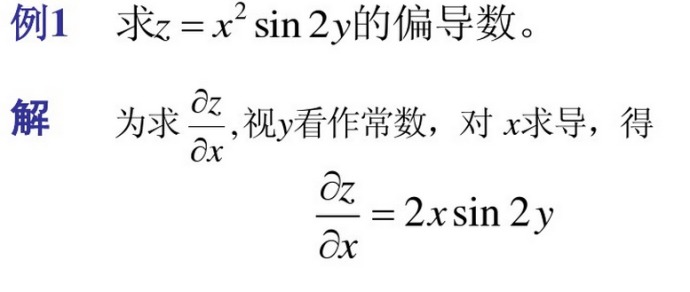 例1 求z = x² sin 2y的偏导数。
解 为求 ∂z/∂x ,视y看作常数，对 x求导，得
∂z/∂x = 2x sin 2y